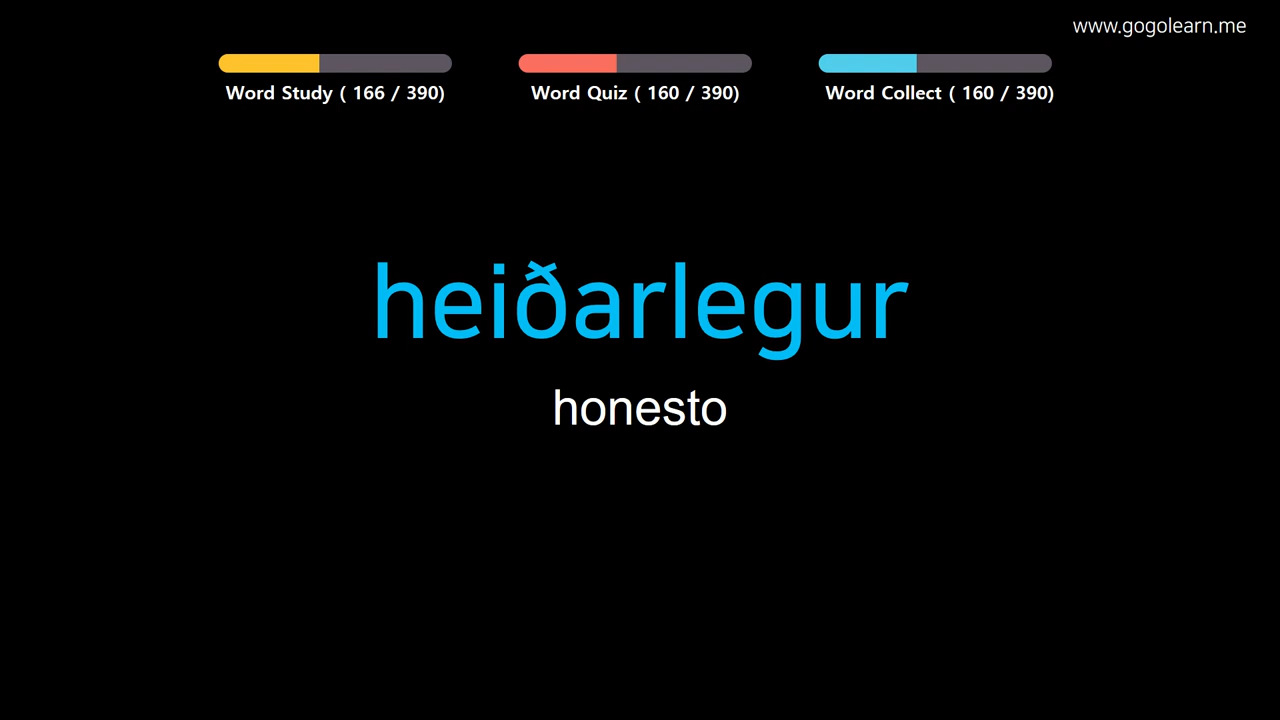 www.gogolearn.me
Word Study ( 166 / 390)
Word Quiz ( 160 / 390)
Word Collect ( 160 / 390)
heiðarlegur
honesto